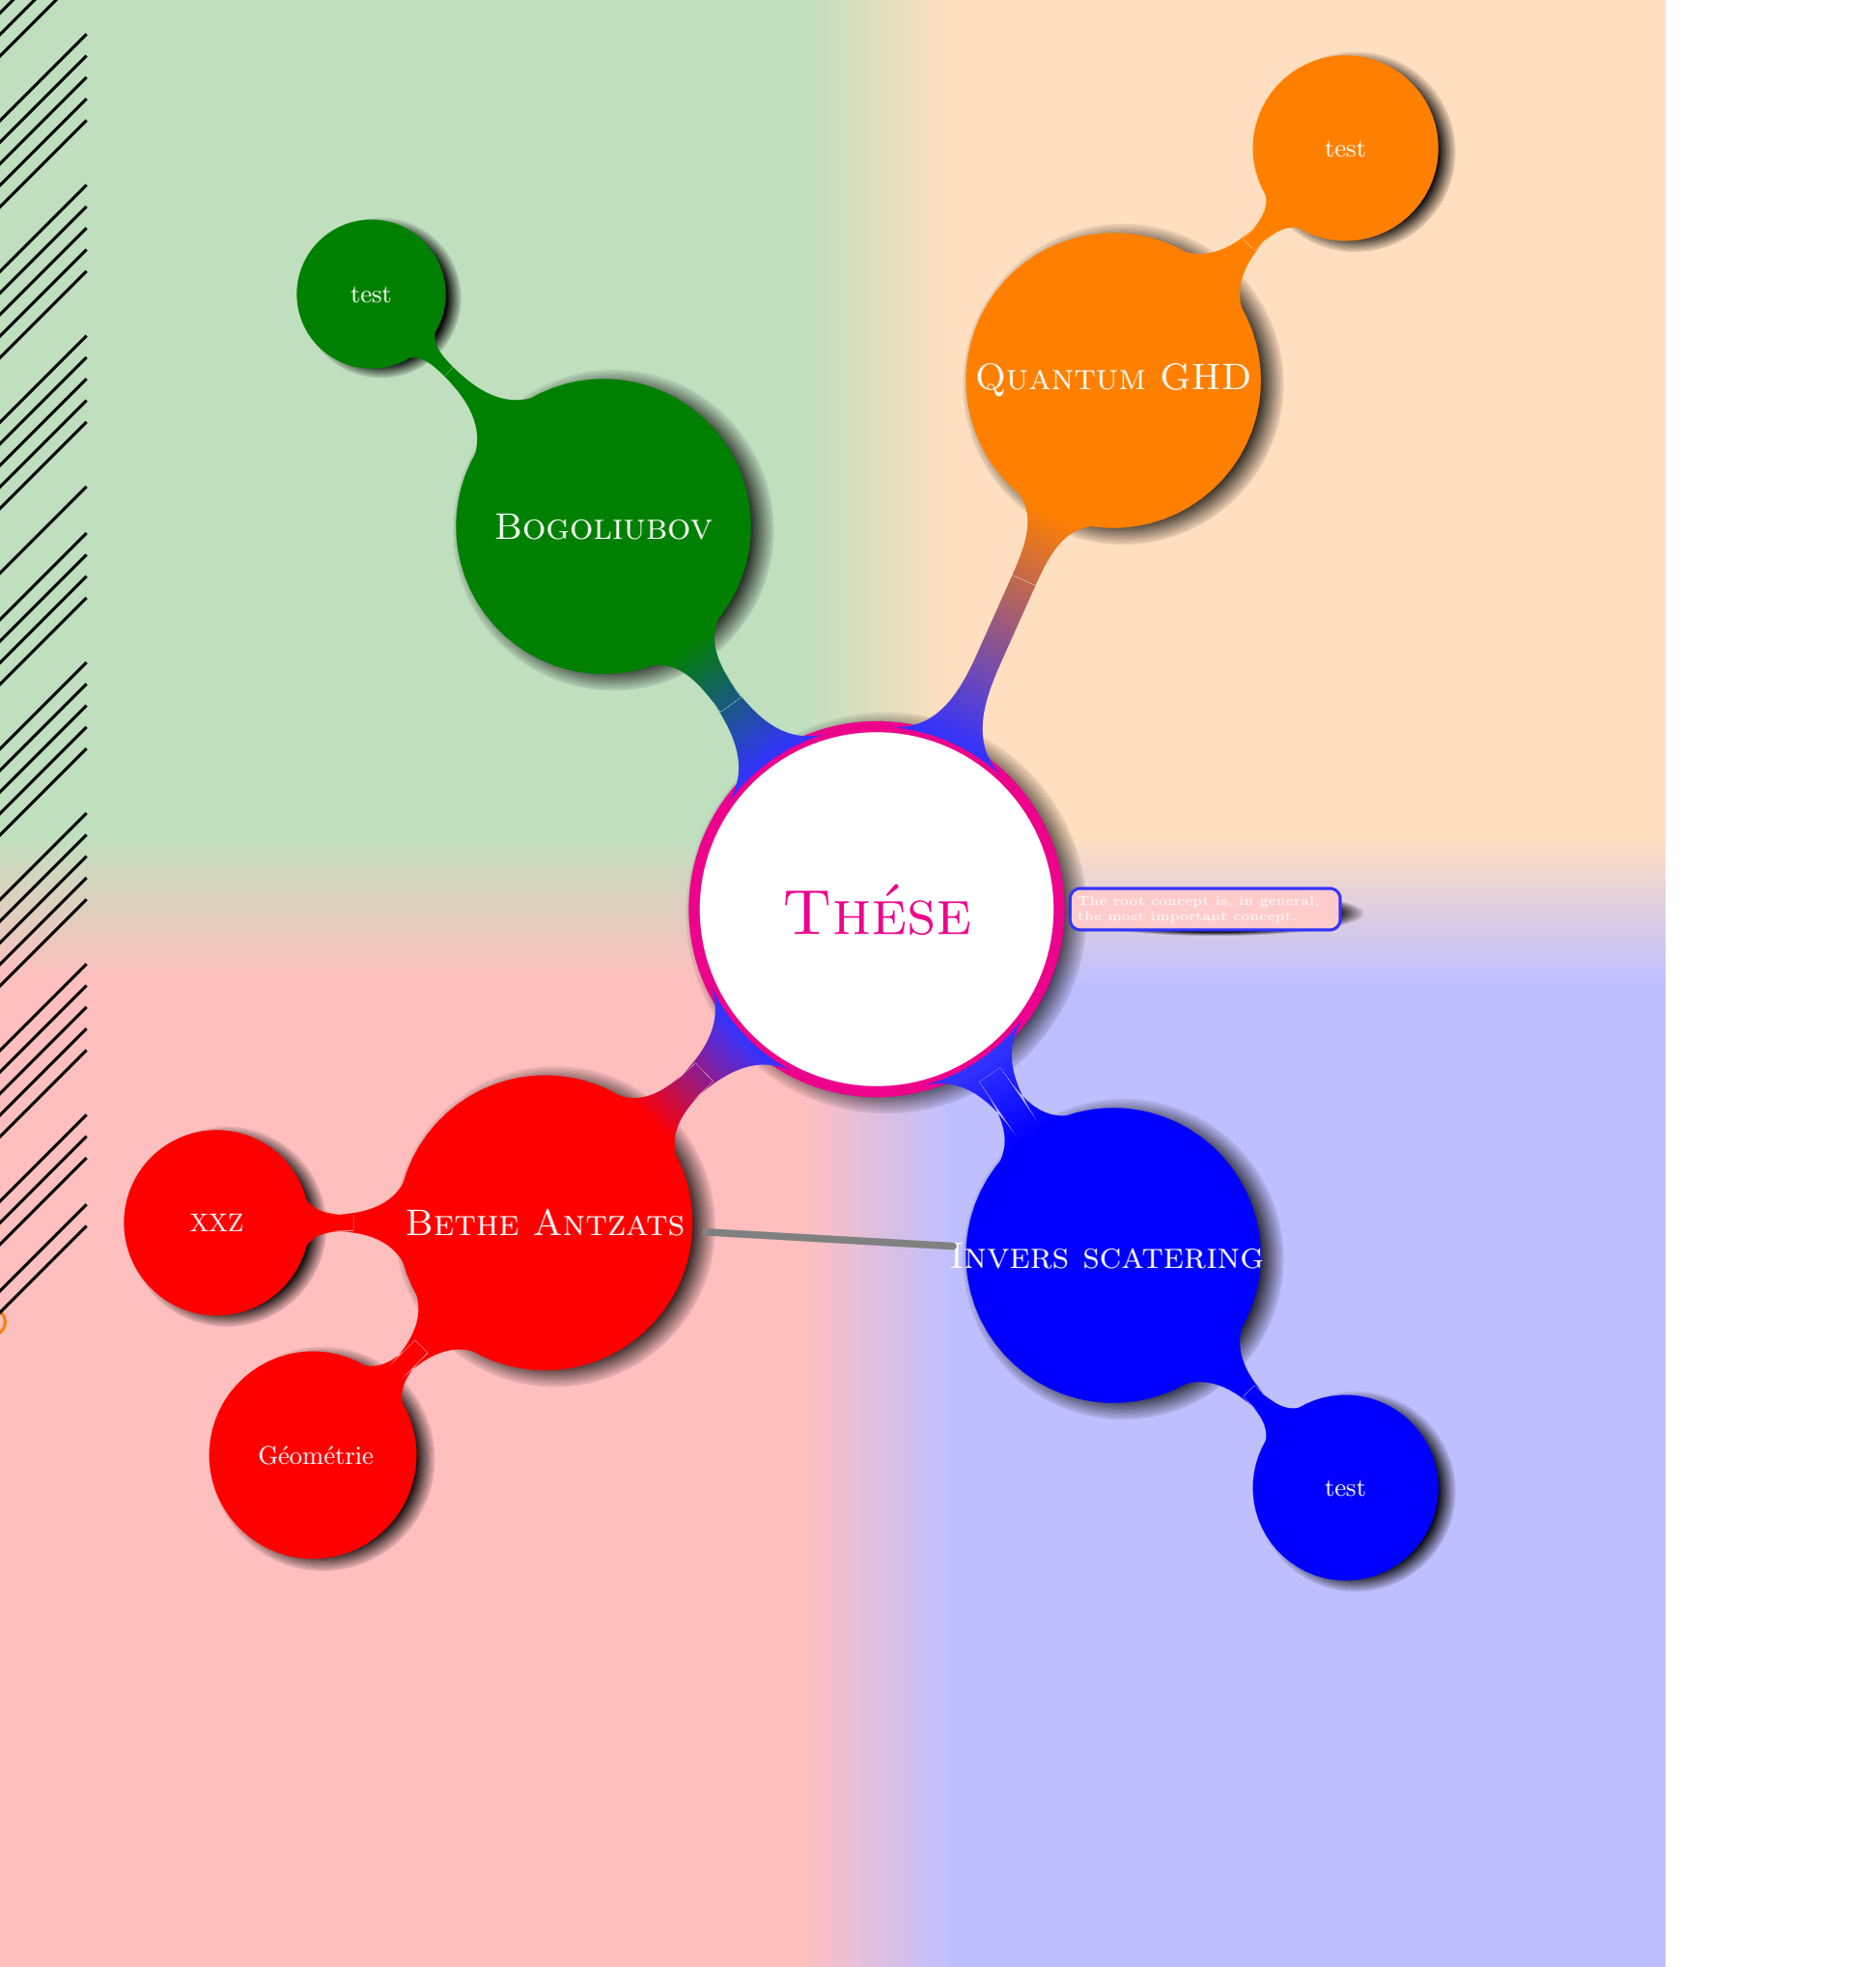 test
test
Quantum GHD
Bogoliubov
Thése
The root concept is, in general,
the most important concept.
xxz
Bethe Antzats
Invers scatering
Géométrie
test